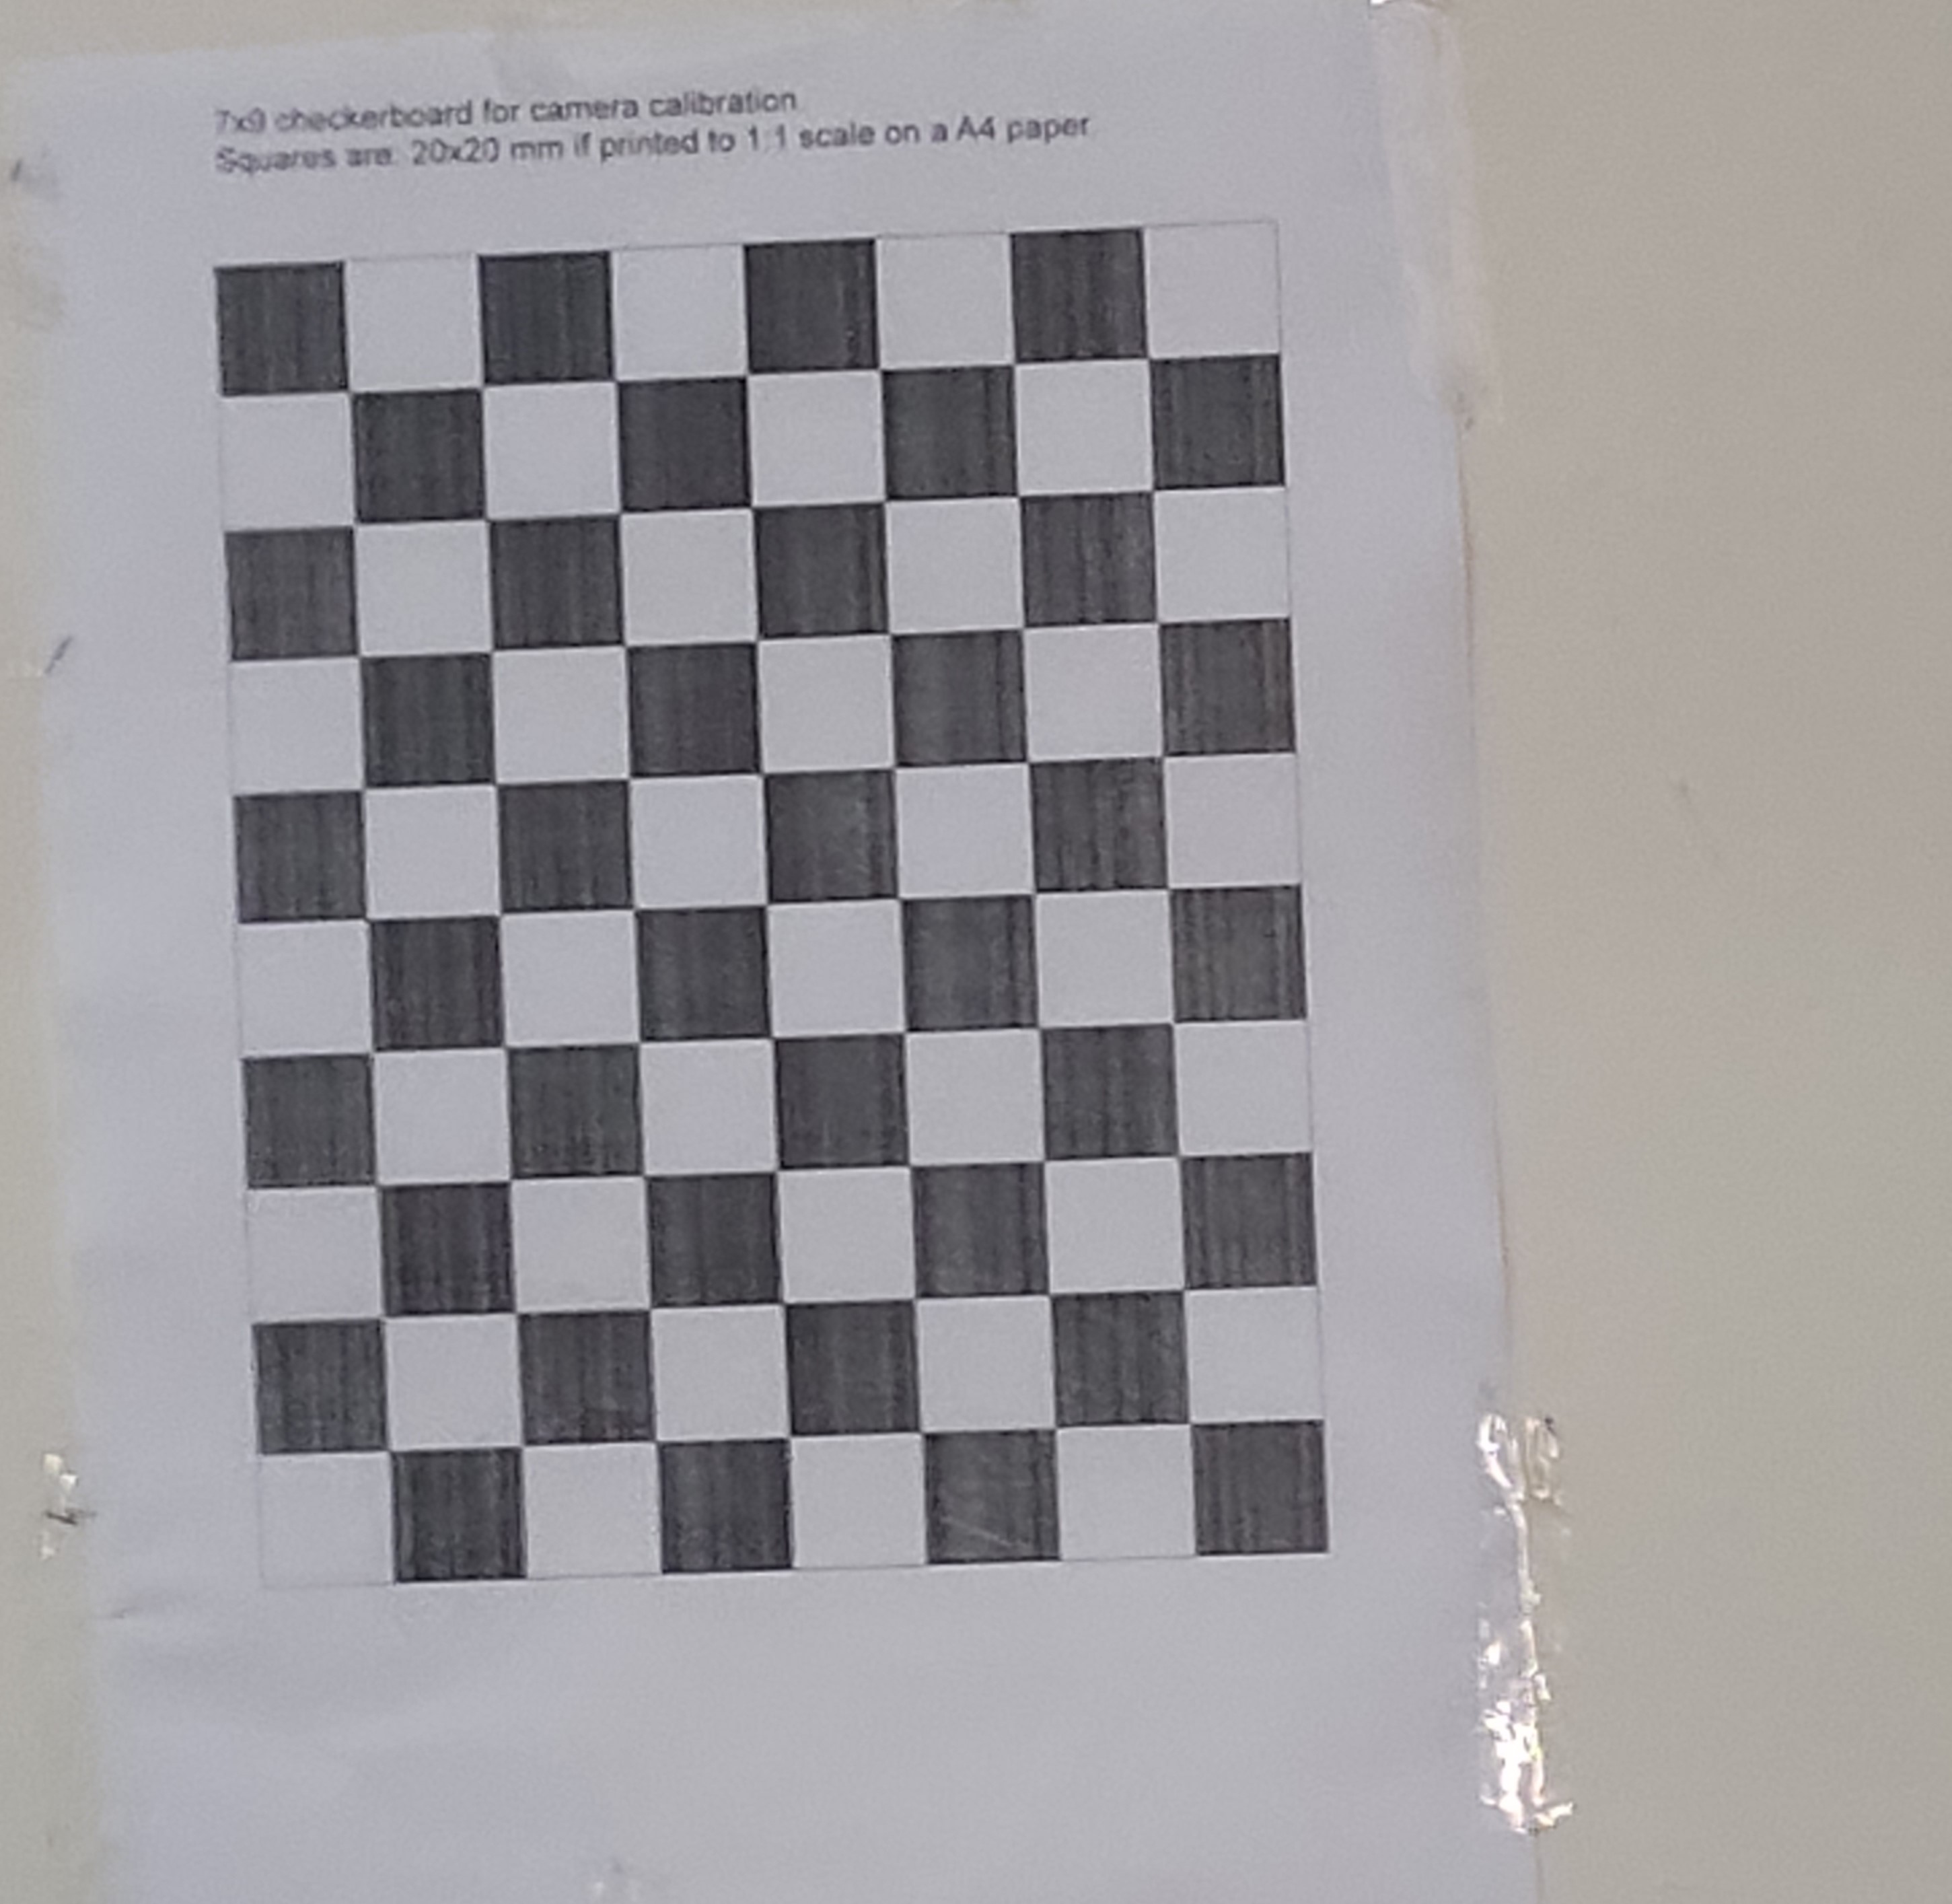 7x9 checkerboard for camera calibration.
Squares are: 20x20 mm if printed to 1:1 scale on a A4 paper.